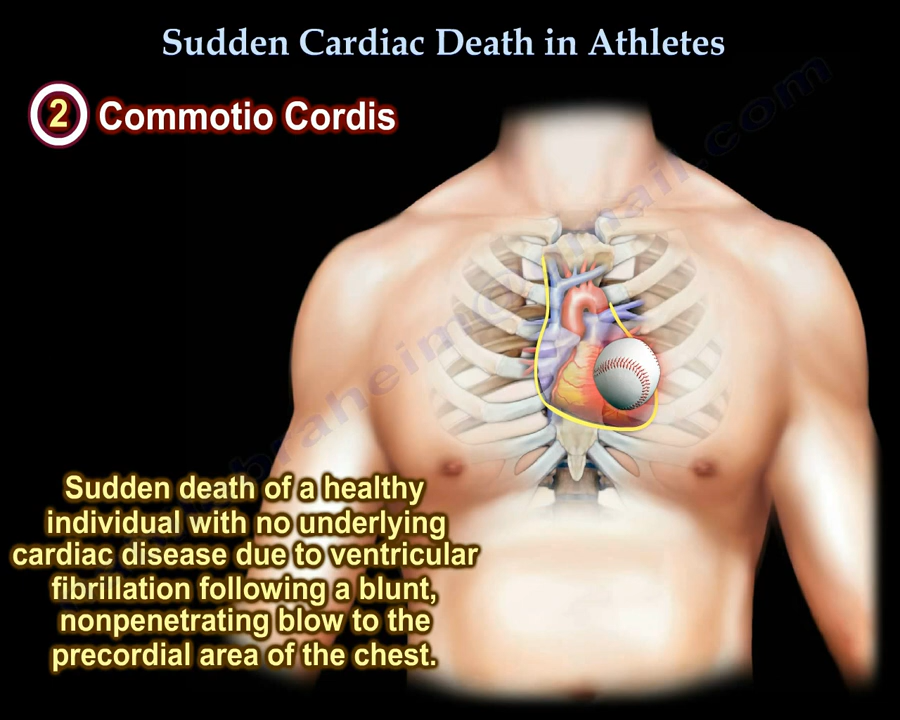 Sudden Cardiac Death in Athletes
2 Commotio Cordis
Sudden death of a healthy
individual with no underlying
cardiac disease due to ventricular
fibrillation following a blunt,
nonpenetrating blow to the
precordial area of the chest.